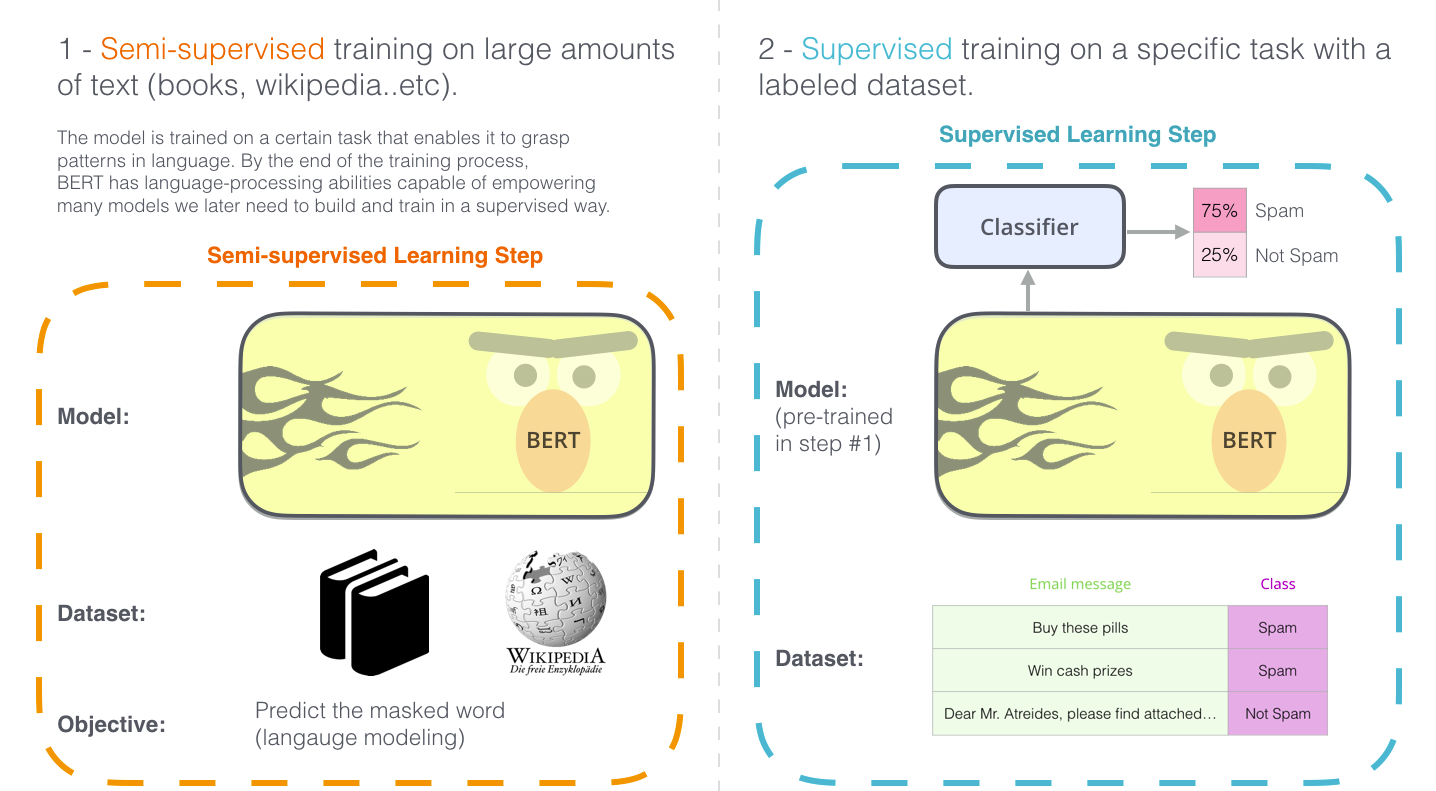 1 - Semi-supervised training on large amounts
of text (books, wikipedia..etc).
The model is trained on a certain task that enables it to grasp
patterns in language. By the end of the training process,
BERT has language-processing abilities capable of empowering
many models we later need to build and train in a supervised way.
Semi-supervised Learning Step
Model:
BERT
Dataset:
WIKIPEDIA
Die freie Enzyklopädie
Objective:
Predict the masked word
(langauge modeling)
2 - Supervised training on a specific task with a
labeled dataset.
Supervised Learning Step
Classifier
75% Spam
25% Not Spam
Model:
(pre-trained
in step #1)
BERT
Dataset:
Email message Class
Buy these pills Spam
Win cash prizes Spam
Dear Mr. Atreides, please find attached... Not Spam